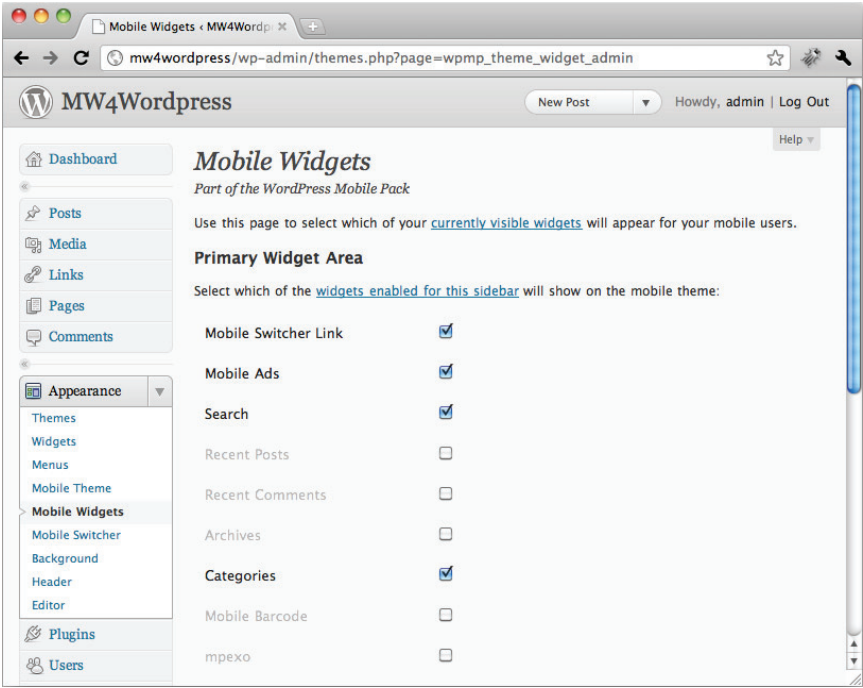 Mobile Widgets ‹ MW4Wordp
mw4wordpress/wp-admin/themes.php?page=wpmp_theme_widget_admin
MW4Wordpress
New Post
Howdy, admin | Log Out
Help
Dashboard
Posts
Media
Links
Pages
Comments
Appearance
Themes
Widgets
Menus
Mobile Theme
Mobile Widgets
Mobile Switcher
Background
Header
Editor
Plugins
Users
Mobile Widgets
Part of the WordPress Mobile Pack
Use this page to select which of your currently visible widgets will appear for your mobile users.
Primary Widget Area
Select which of the widgets enabled for this sidebar will show on the mobile theme:
Mobile Switcher Link
Mobile Ads
Search
Recent Posts
Recent Comments
Archives
Categories
Mobile Barcode
mpexo